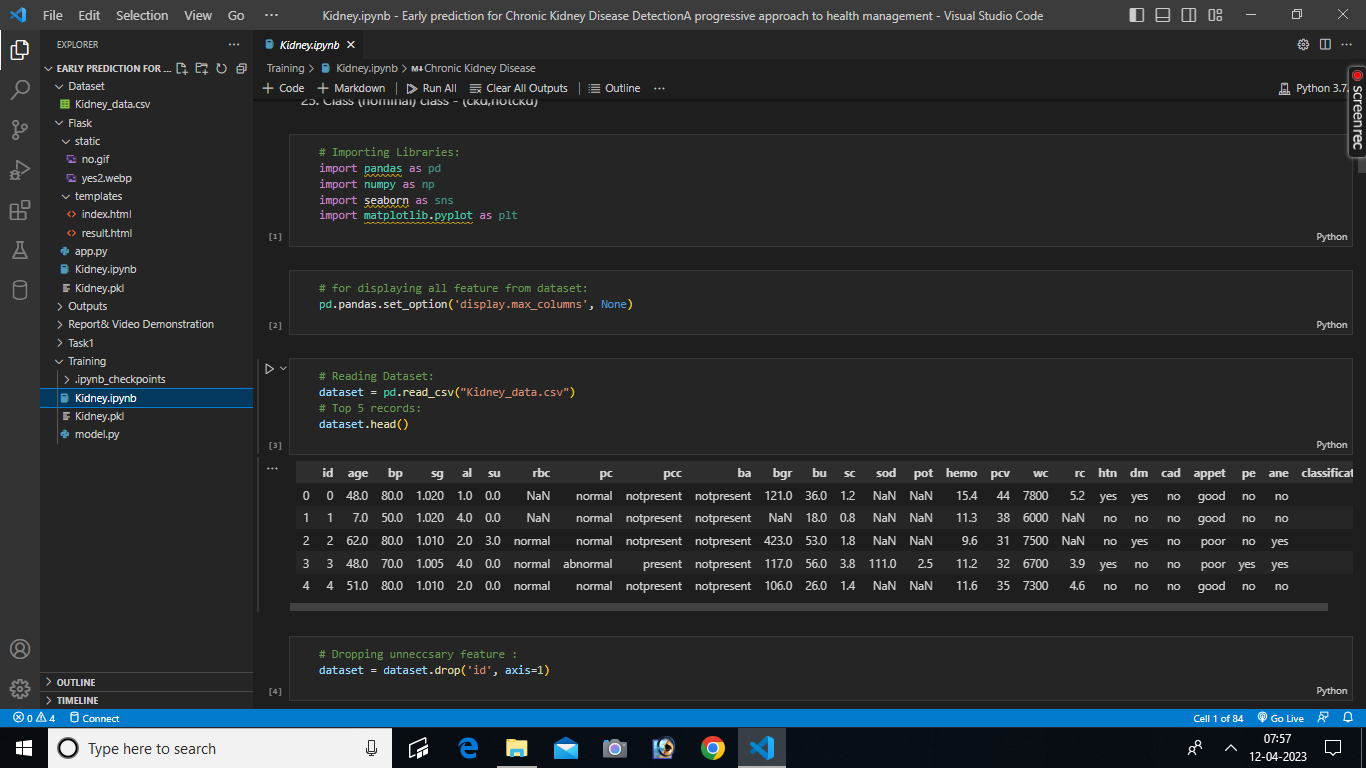 File Edit Selection View Go ··· Kidney.ipynb - Early prediction for Chronic Kidney Disease DetectionA progressive approach to health management - Visual Studio Code
EXPLORER ···
EARLY PREDICTION FOR ...
Dataset
Kidney_data.csv
Flask
static
no.gif
yes2.webp
templates
index.html
result.html
app.py
Kidney.ipynb
Kidney.pkl
Outputs
Report& Video Demonstration
Task1
Training
.ipynb_checkpoints
Kidney.ipynb
Kidney.pkl
model.py
OUTLINE
TIMELINE
Kidney.ipynb
Training > Kidney.ipynb > Chronic Kidney Disease
+ Code + Markdown Run All Clear All Outputs Outline ··· Python 3.7.
screenrec
25. Class (nominal) class - (ckd,notckd)
# Importing Libraries:
import pandas as pd
import numpy as np
import seaborn as sns
import matplotlib.pyplot as plt
[1] Python
# for displaying all feature from dataset:
pd.pandas.set_option('display.max_columns', None)
[2] Python
# Reading Dataset:
dataset = pd.read_csv("Kidney_data.csv")
# Top 5 records:
dataset.head()
[3] Python
id age bp sg al su rbc pc pcc ba bgr bu sc sod pot hemo pcv wc rc htn dm cad appet pe ane classificat
0 0 48.0 80.0 1.020 1.0 0.0 NaN normal notpresent notpresent 121.0 36.0 1.2 NaN NaN 15.4 44 7800 5.2 yes yes no good no no
1 1 7.0 50.0 1.020 4.0 0.0 NaN normal notpresent notpresent NaN 18.0 0.8 NaN NaN 11.3 38 6000 NaN no no no good no no
2 2 62.0 80.0 1.010 2.0 3.0 normal normal notpresent notpresent 423.0 53.0 1.8 NaN NaN 9.6 31 7500 NaN no yes no poor no yes
3 3 48.0 70.0 1.005 4.0 0.0 normal abnormal present notpresent 117.0 56.0 3.8 111.0 2.5 11.2 32 6700 3.9 yes no no poor yes yes
4 4 51.0 80.0 1.010 2.0 0.0 normal normal notpresent notpresent 106.0 26.0 1.4 NaN NaN 11.6 35 7300 4.6 no no no good no no
# Dropping unneccsary feature :
dataset = dataset.drop('id', axis=1)
[4] Python
0 4 Connect Cell 1 of 84 Go Live
Type here to search
07:57
12-04-2023